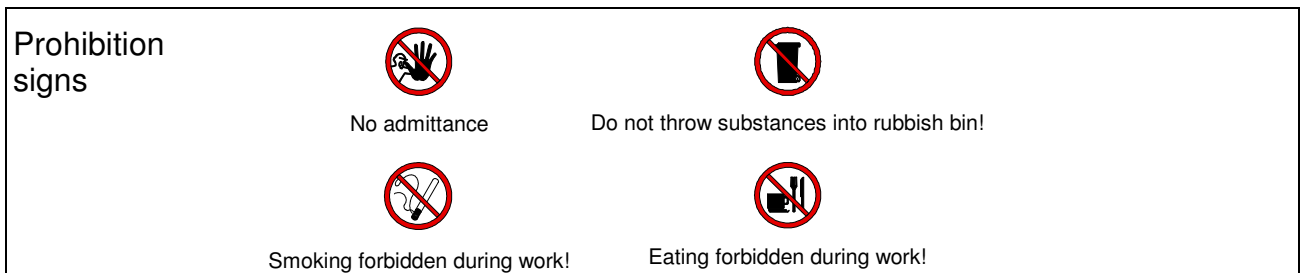 Prohibition
signs
No admittance
Do not throw substances into rubbish bin!
Smoking forbidden during work!
Eating forbidden during work!